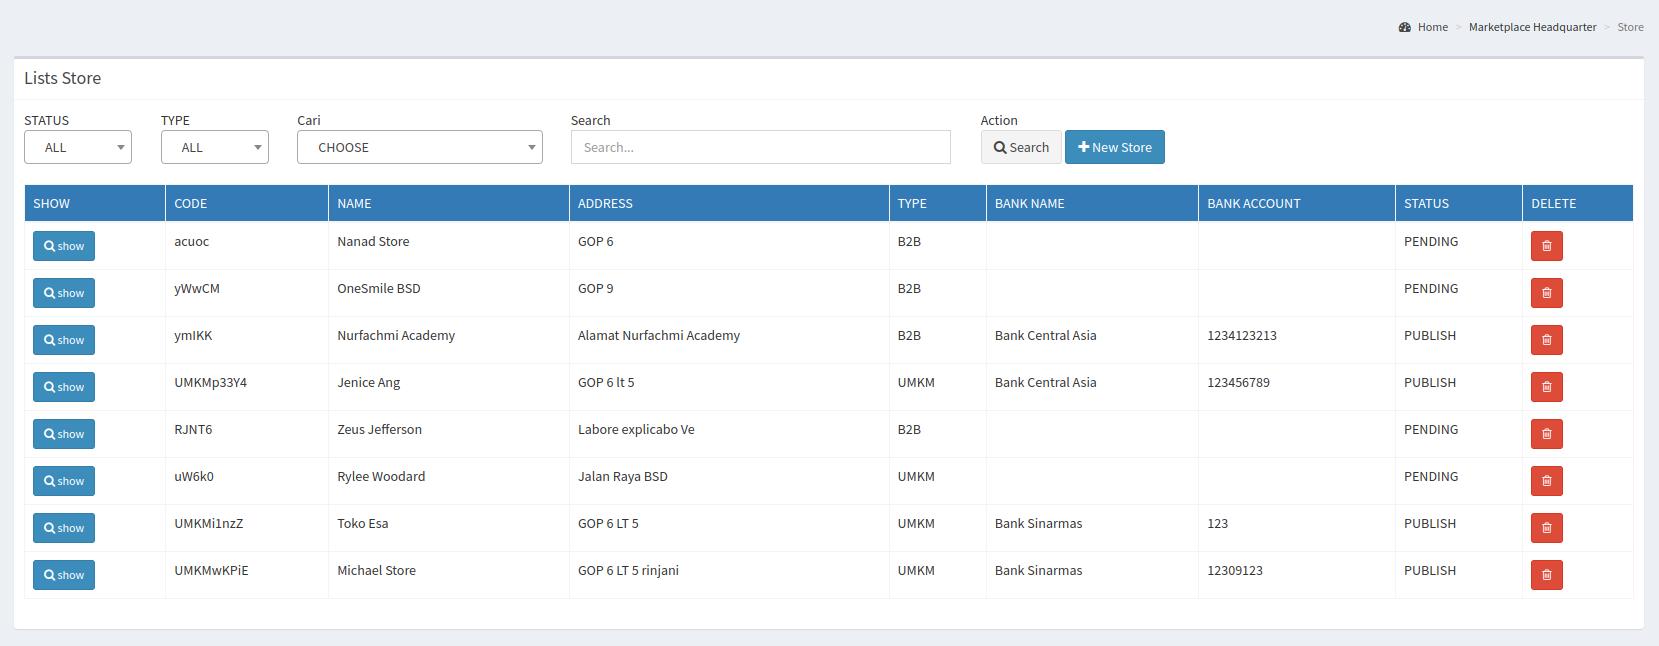 Home > Marketplace Headquarter > Store
Lists Store
STATUS TYPE Cari Search Action
ALL ALL CHOOSE Search... Search New Store
SHOW CODE NAME ADDRESS TYPE BANK NAME BANK ACCOUNT STATUS DELETE
show acuoc Nanad Store GOP 6 B2B PENDING
show yWwCM OneSmile BSD GOP 9 B2B PENDING
show ymIKK Nurfachmi Academy Alamat Nurfachmi Academy B2B Bank Central Asia 1234123213 PUBLISH
show UMKMp33Y4 Jenice Ang GOP 6 lt 5 UMKM Bank Central Asia 123456789 PUBLISH
show RJNT6 Zeus Jefferson Labore explicabo Ve B2B PENDING
show uW6k0 Rylee Woodard Jalan Raya BSD UMKM PENDING
show UMKMi1nzZ Toko Esa GOP 6 LT 5 UMKM Bank Sinarmas 123 PUBLISH
show UMKMwKPiE Michael Store GOP 6 LT 5 rinjani UMKM Bank Sinarmas 12309123 PUBLISH